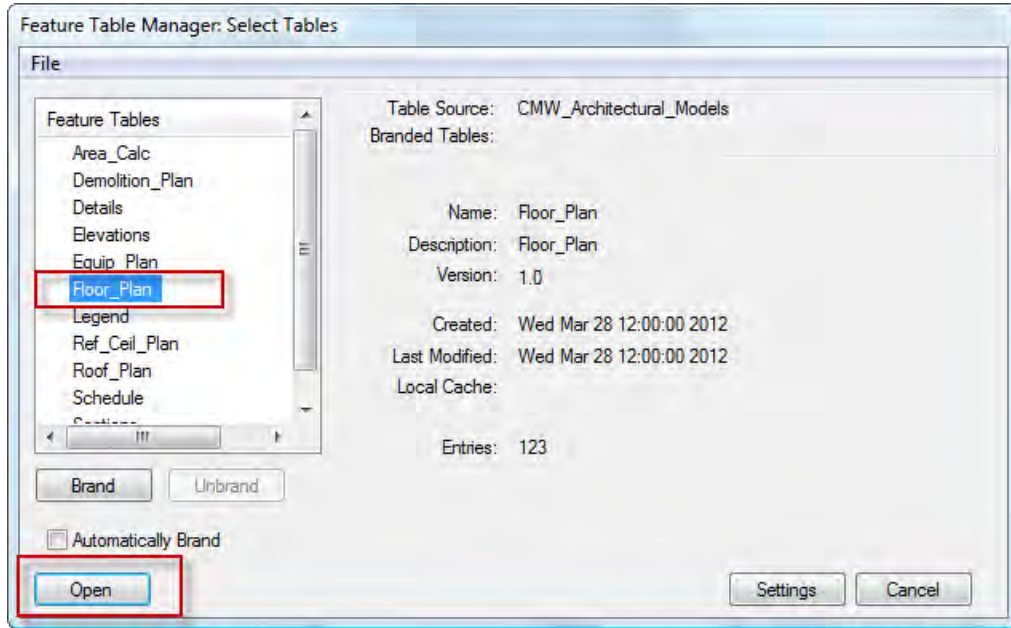 Feature Table Manager: Select Tables
File
Feature Tables
Area_Calc
Demolition_Plan
Details
Elevations
Equip_Plan
Floor_Plan
Legend
Ref_Ceil_Plan
Roof_Plan
Schedule
Table Source: CMW_Architectural_Models
Branded Tables:
Name: Floor_Plan
Description: Floor_Plan
Version: 1.0
Created: Wed Mar 28 12:00:00 2012
Last Modified: Wed Mar 28 12:00:00 2012
Local Cache:
Entries: 123
Brand Unbrand
Automatically Brand
Open Settings Cancel